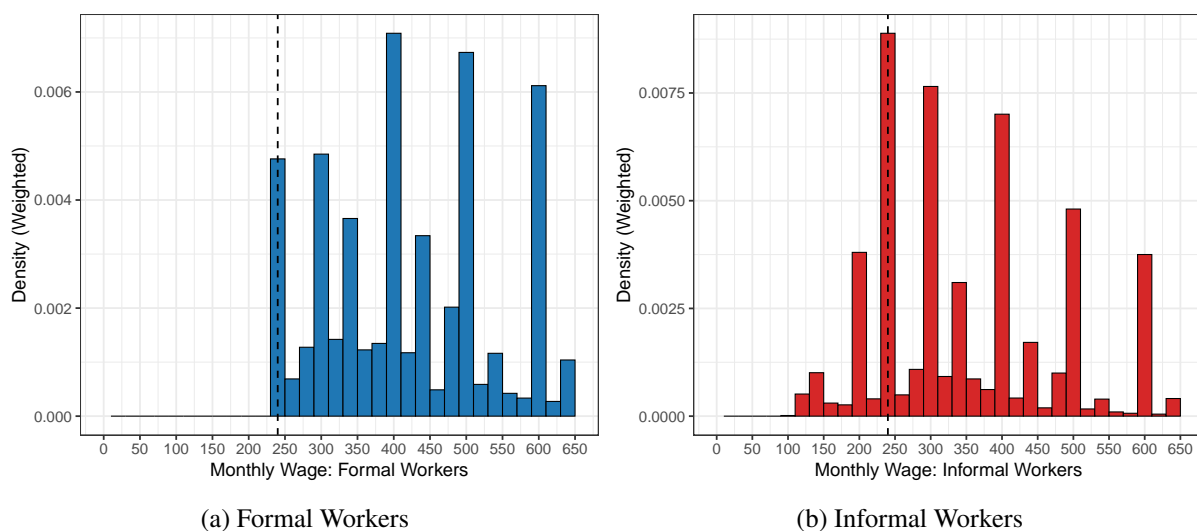 Density (Weighted)
0.006
0.004
0.002
0.000
0 50 100 150 200 250 300 350 400 450 500 550 600 650
Monthly Wage: Formal Workers
(a) Formal Workers
Density (Weighted)
0.0075
0.0050
0.0025
0.0000
0 50 100 150 200 250 300 350 400 450 500 550 600 650
Monthly Wage: Informal Workers
(b) Informal Workers